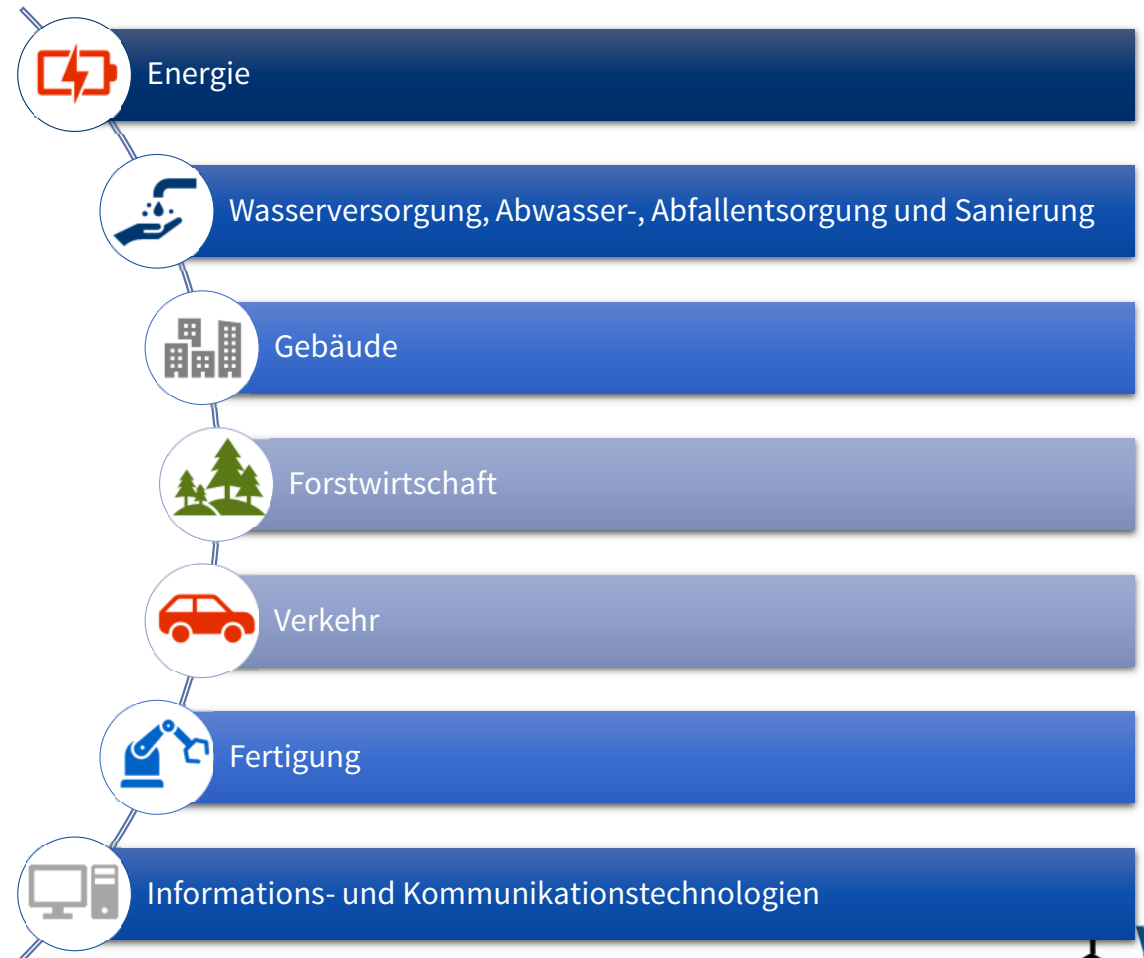 Energie
Wasserversorgung, Abwasser-, Abfallentsorgung und Sanierung
Gebäude
Forstwirtschaft
Verkehr
Fertigung
Informations- und Kommunikationstechnologien